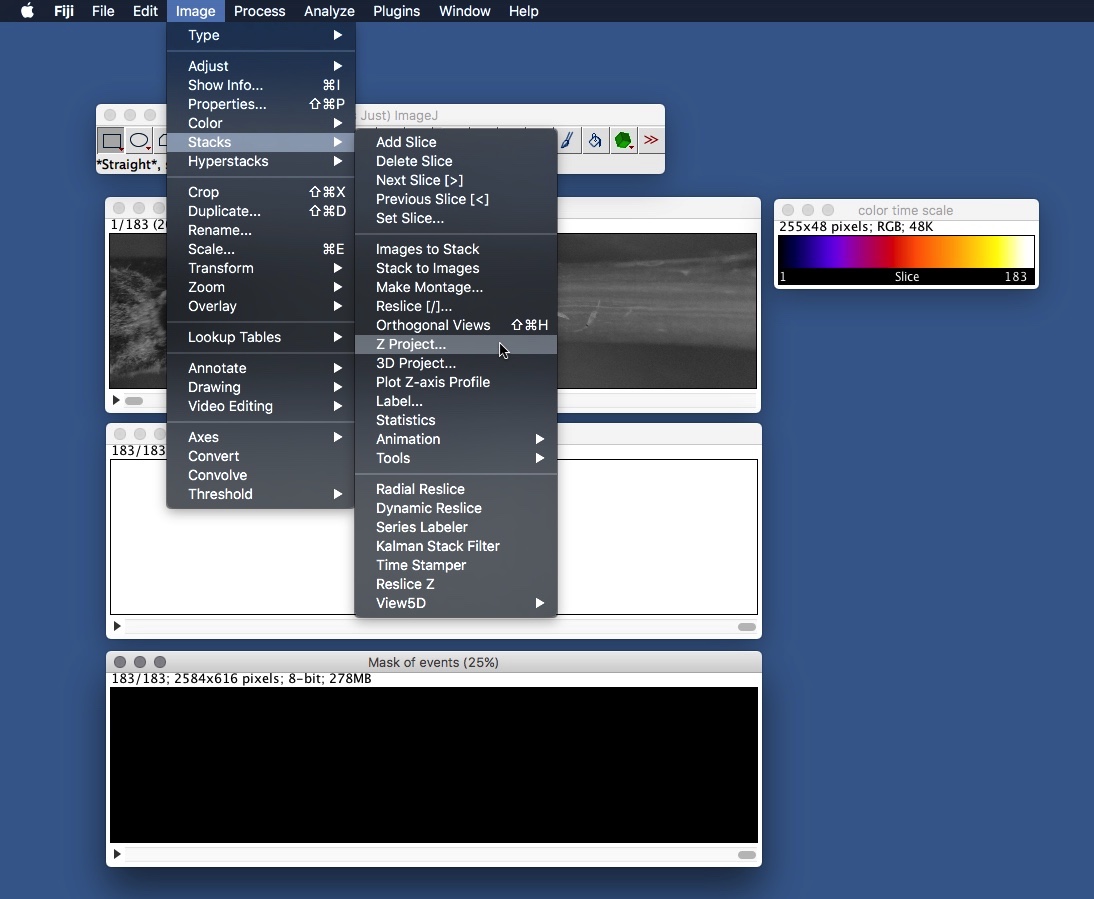 Fiji File Edit Image Process Analyze Plugins Window Help
Type
Adjust
Show Info... ⌘I
Properties... ⇧⌘P
Color
Stacks
Hyperstacks
Crop ⇧⌘X
Duplicate... ⇧⌘D
Rename...
Scale... ⌘E
Transform
Zoom
Overlay
Lookup Tables
Annotate
Drawing
Video Editing
Axes
Convert
Convolve
Threshold
Just) ImageJ
*Straight*,
Add Slice
Delete Slice
Next Slice [>]
Previous Slice [<]
Set Slice...
Images to Stack
Stack to Images
Make Montage...
Reslice [/]...
Orthogonal Views ⇧⌘H
Z Project...
3D Project...
Plot Z-axis Profile
Label...
Statistics
Animation
Tools
Radial Reslice
Dynamic Reslice
Series Labeler
Kalman Stack Filter
Time Stamper
Reslice Z
View5D
1/183
color time scale
255x48 pixels; RGB; 48K
1 Slice 183
183/183
Mask of events (25%)
183/183; 2584x616 pixels; 8-bit; 278MB